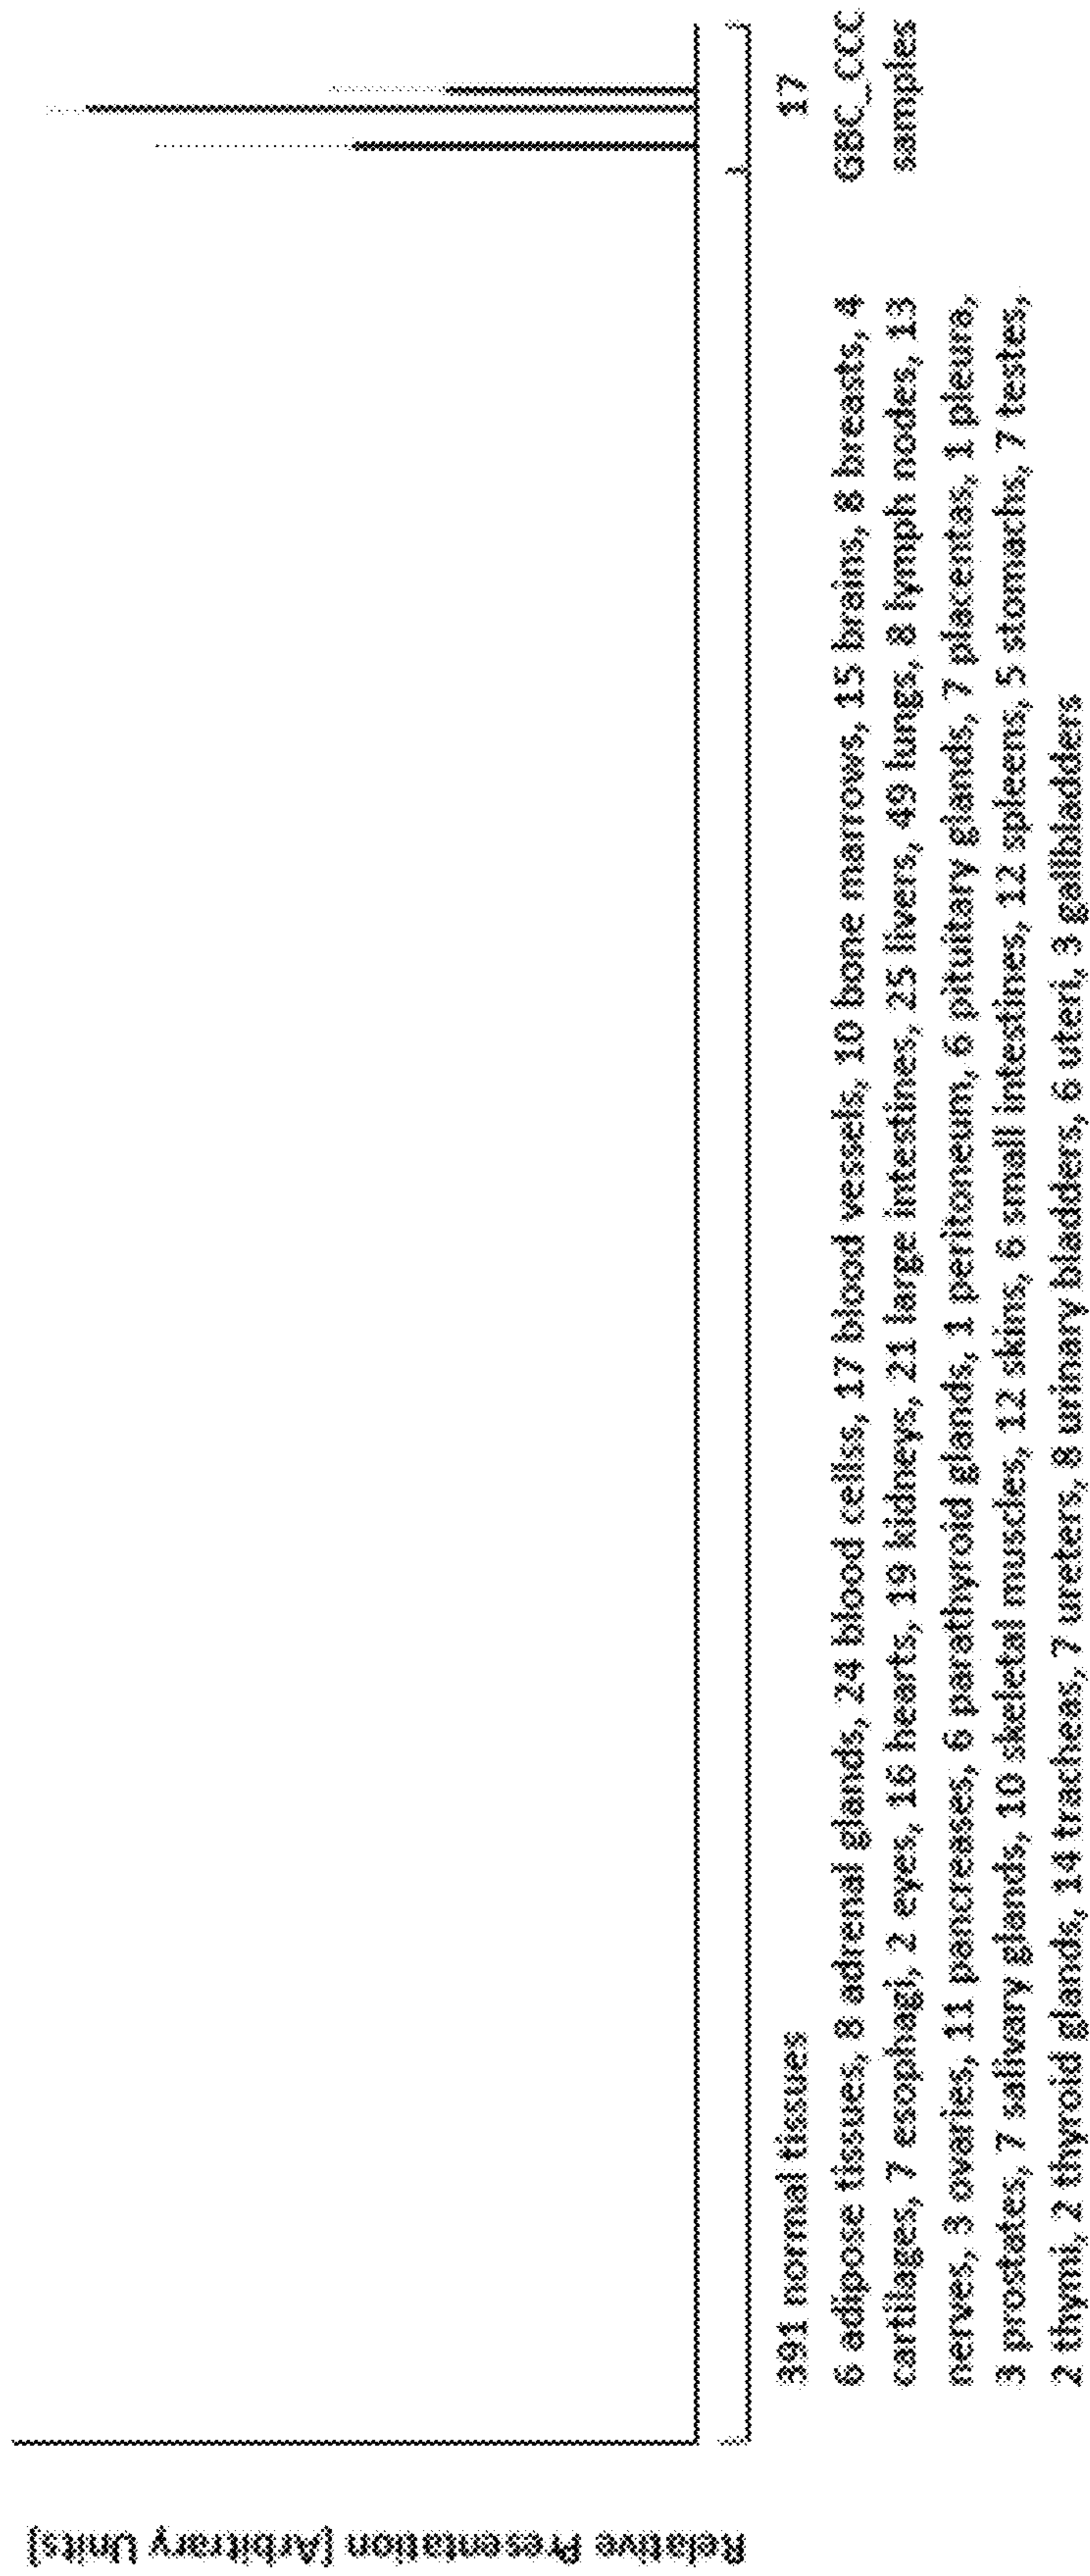 Relative Presentation [Arbitrary Units]
391 normal tissues
6 adipose tissues, 8 adrenal glands, 24 blood cellss, 17 blood vessels, 10 bone marrows, 15 brains, 8 breasts, 4
cartilages, 7 esophagi, 2 eyes, 16 hearts, 19 kidneys, 21 large intestines, 25 livers, 49 lungs, 8 lymph nodes, 13
nerves, 3 ovaries, 11 pancreases, 6 parathyroid glands, 1 peritoneum, 6 pituitary glands, 7 placentas, 1 pleura,
3 prostates, 7 salivary glands, 10 skeletal muscles, 12 skins, 6 small intestines, 12 spleens, 5 stomachs, 7 testes,
2 thymi, 2 thyroid glands, 14 tracheas, 7 ureters, 8 urinary bladders, 6 uteri, 3 gallbladders
17
GBC_CCC
samples